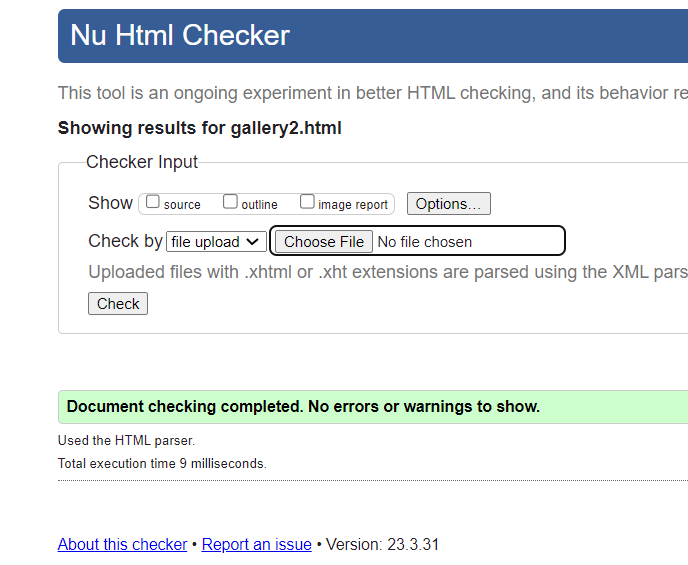 Nu Html Checker
This tool is an ongoing experiment in better HTML checking, and its behavior re
Showing results for gallery2.html
Checker Input
Show source outline image report Options...
Check by file upload Choose File No file chosen
Uploaded files with .xhtml or .xht extensions are parsed using the XML pars
Check
Document checking completed. No errors or warnings to show.
Used the HTML parser.
Total execution time 9 milliseconds.
About this checker • Report an issue • Version: 23.3.31